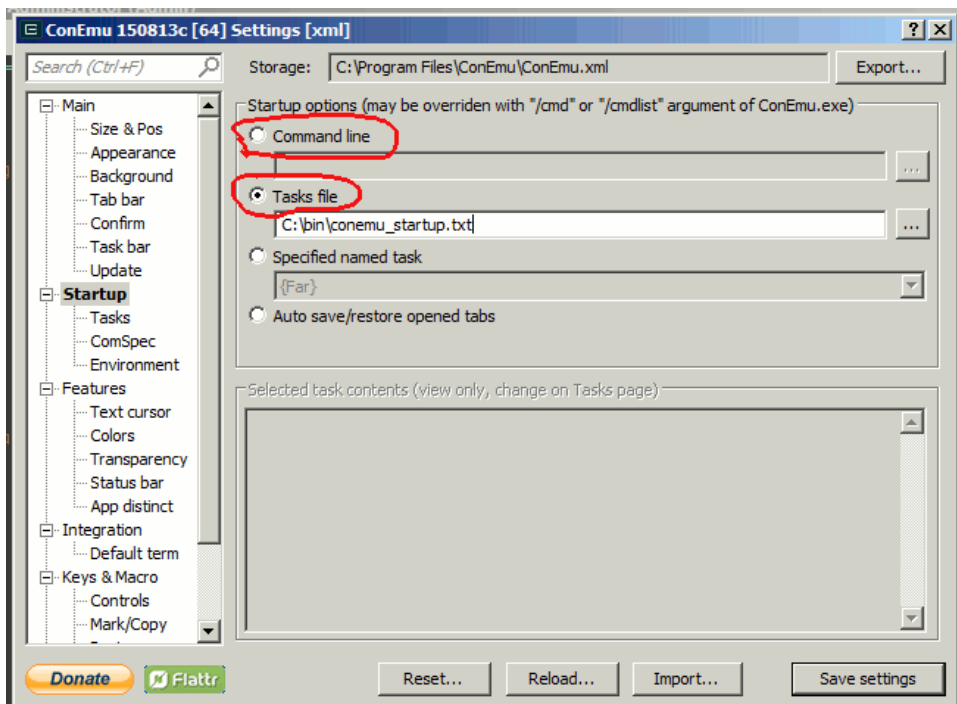 ConEmu 150813c [64] Settings [xml]
Search (Ctrl+F)
Storage: C:\Program Files\ConEmu\ConEmu.xml Export...
Main
Size & Pos
Appearance
Background
Tab bar
Confirm
Task bar
Update
Startup
Tasks
ComSpec
Environment
Features
Text cursor
Colors
Transparency
Status bar
App distinct
Integration
Default term
Keys & Macro
Controls
Mark/Copy
Startup options (may be overriden with "/cmd" or "/cmdlist" argument of ConEmu.exe)
Command line
...
Tasks file
C:\bin\conemu_startup.txt ...
Specified named task
{Far}
Auto save/restore opened tabs
Selected task contents (view only, change on Tasks page)
Donate Flattr Reset... Reload... Import... Save settings